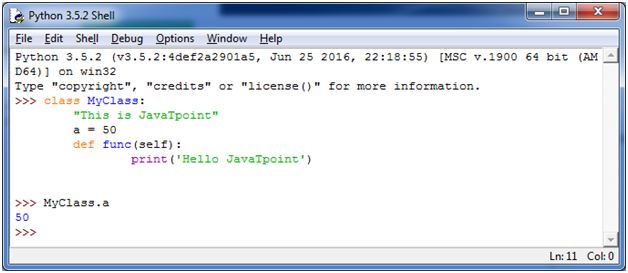 Python 3.5.2 Shell
File Edit Shell Debug Options Window Help
Python 3.5.2 (v3.5.2:4def2a2901a5, Jun 25 2016, 22:18:55) [MSC v.1900 64 bit (AM
D64)] on win32
Type "copyright", "credits" or "license()" for more information.
>>> class MyClass:
        "This is JavaTpoint"
        a = 50
        def func(self):
                print('Hello JavaTpoint')
>>> MyClass.a
50
>>>
Ln: 11 Col: 0